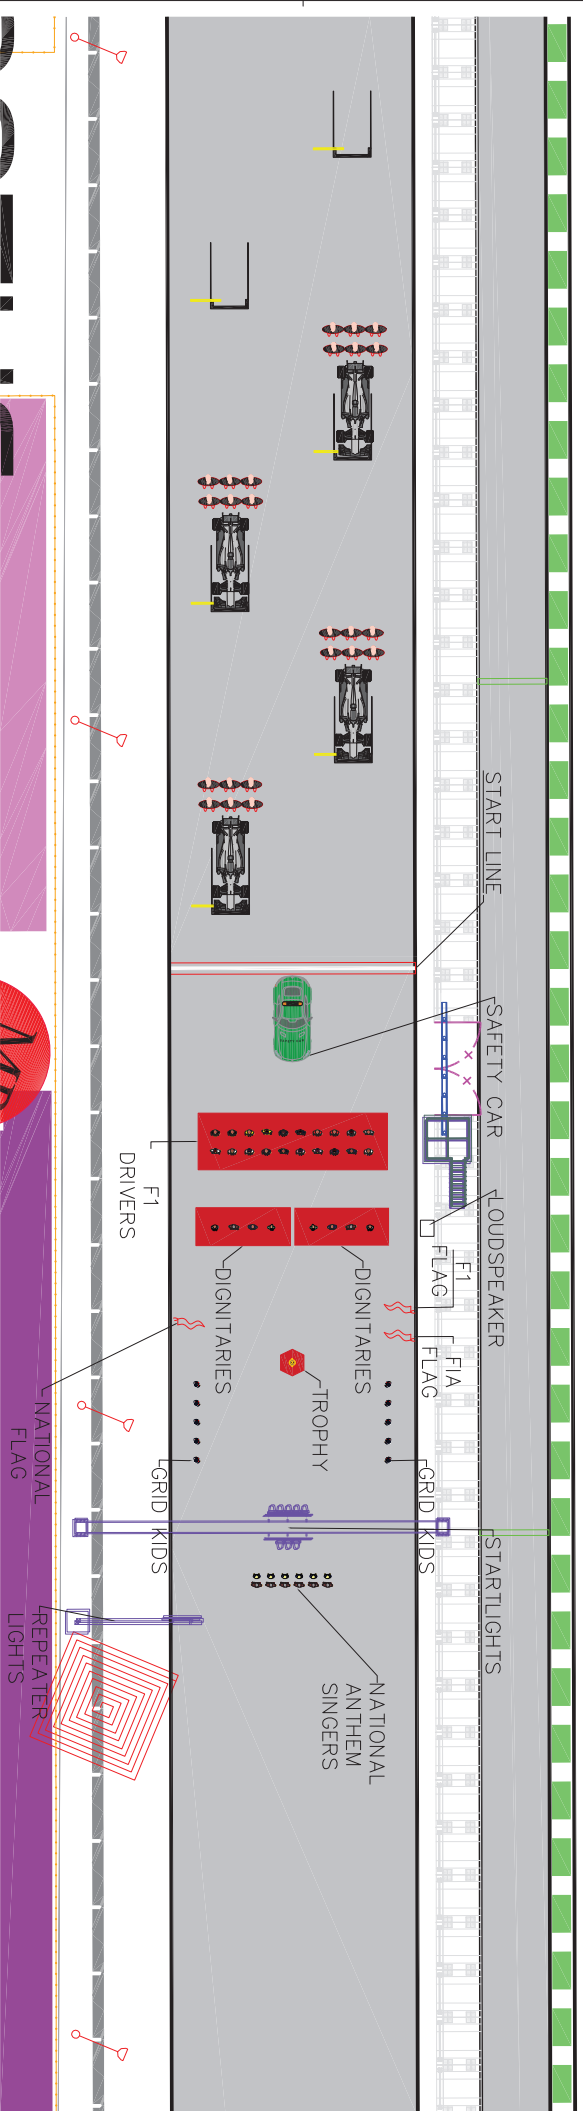 START LINE
SAFETY CAR
LOUDSPEAKER
F1
FLAG
FIA
FLAG
F1
DRIVERS
DIGNITARIES
DIGNITARIES
TROPHY
NATIONAL
FLAG
GRID KIDS
GRID KIDS
STARTLIGHTS
REPEATER
LIGHTS
NATIONAL
ANTHEM
SINGERS